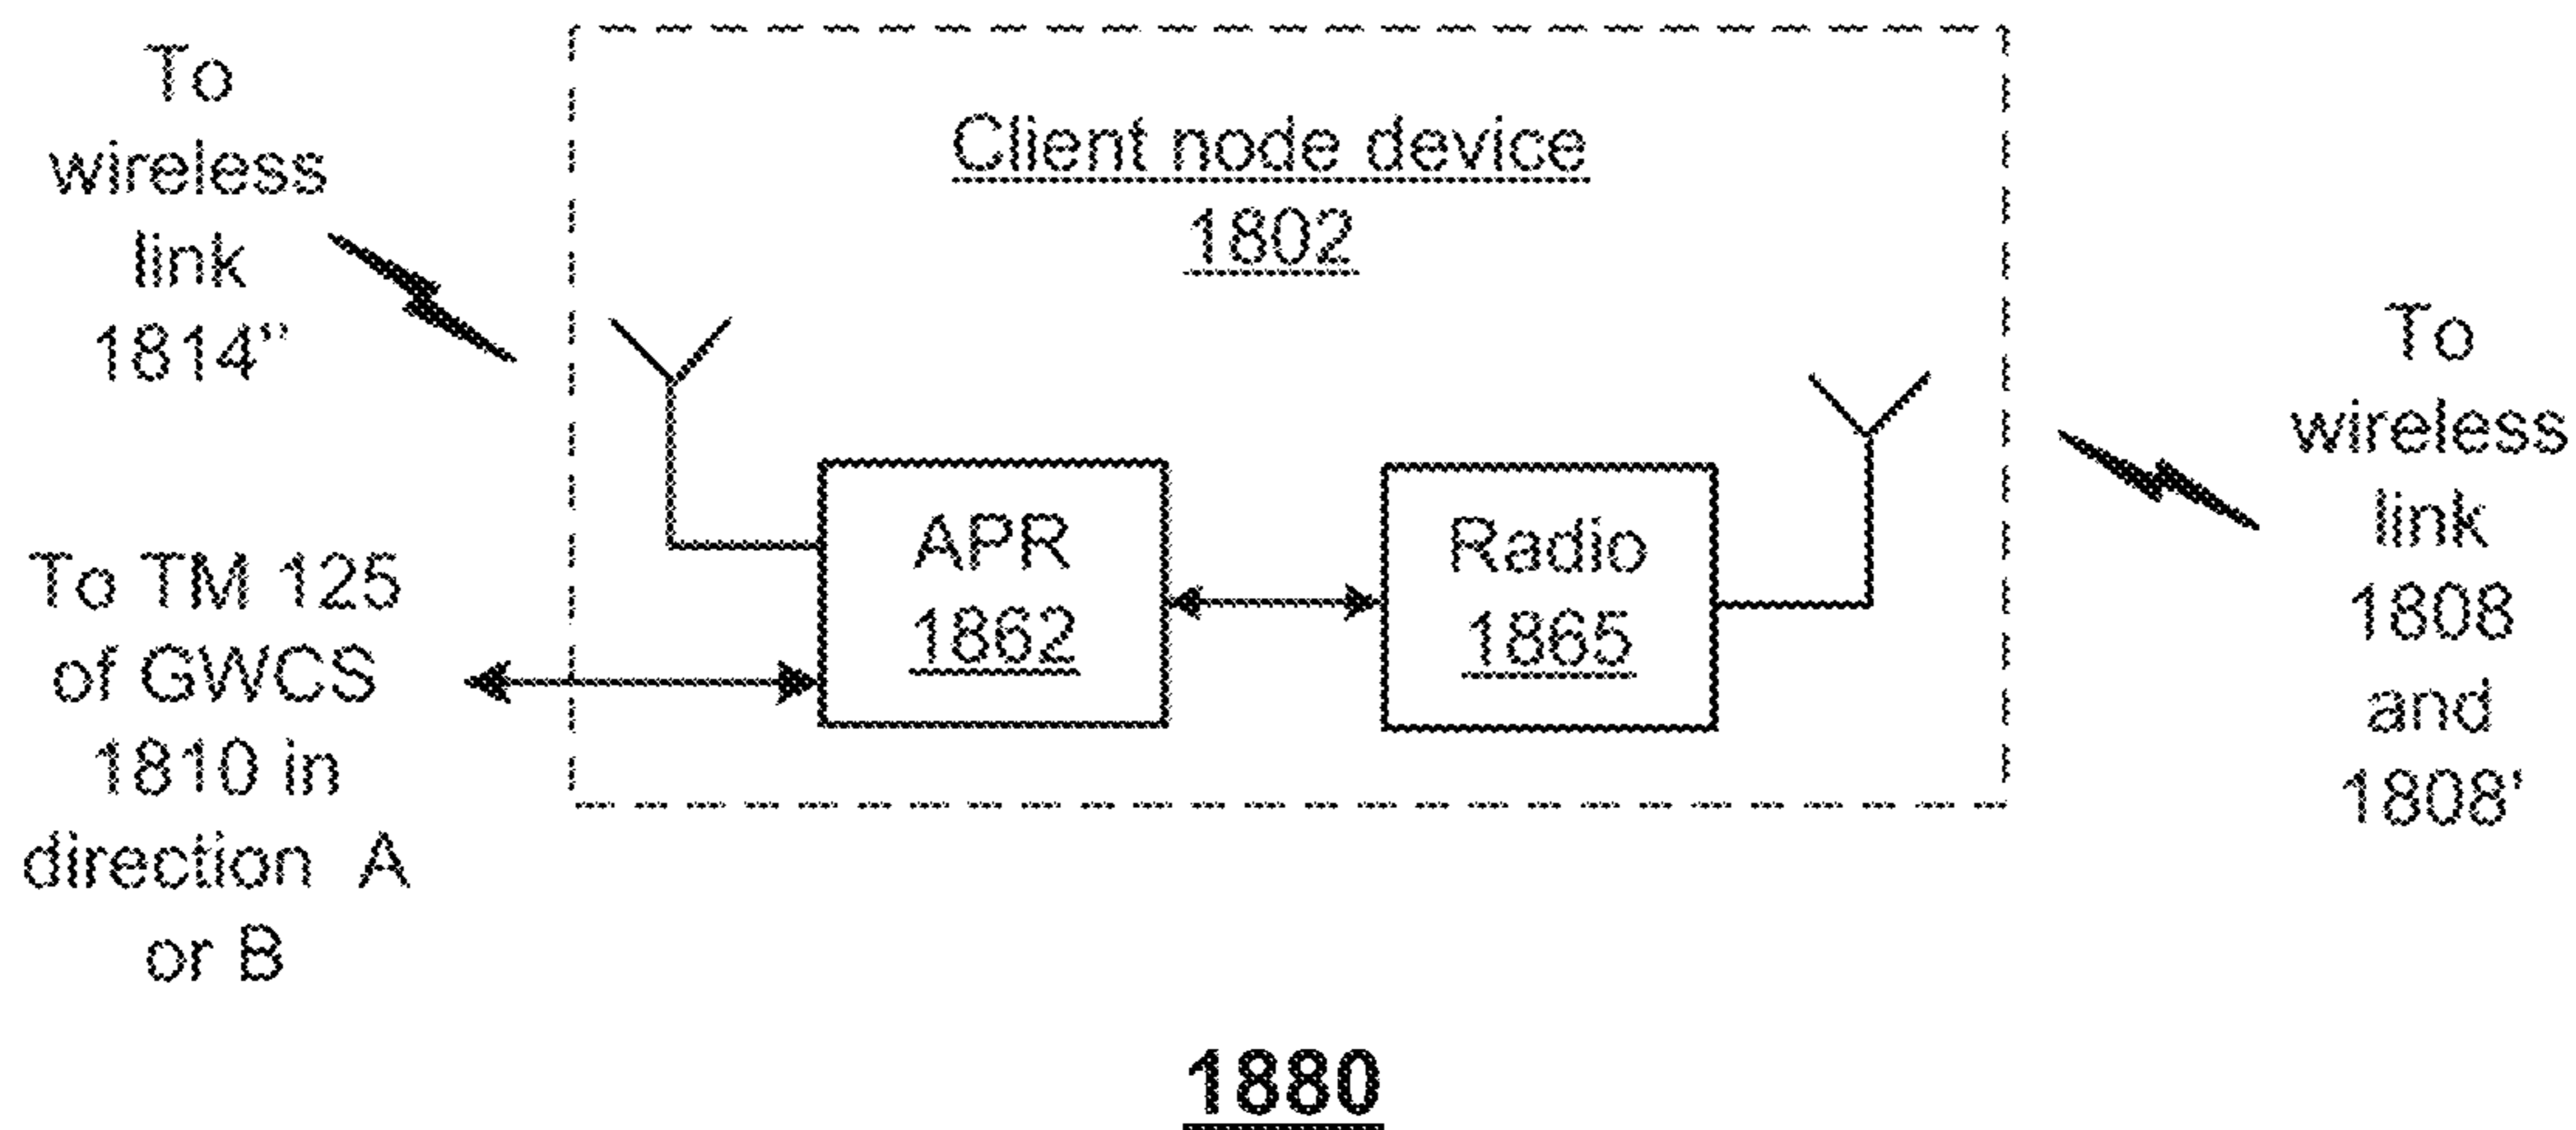 To
wireless
link
1814"
To TM 125
of GWCS
1810 in
direction A
or B
Client node device
1802
APR
1862
Radio
1865
To
wireless
link
1808
and
1808'
1880